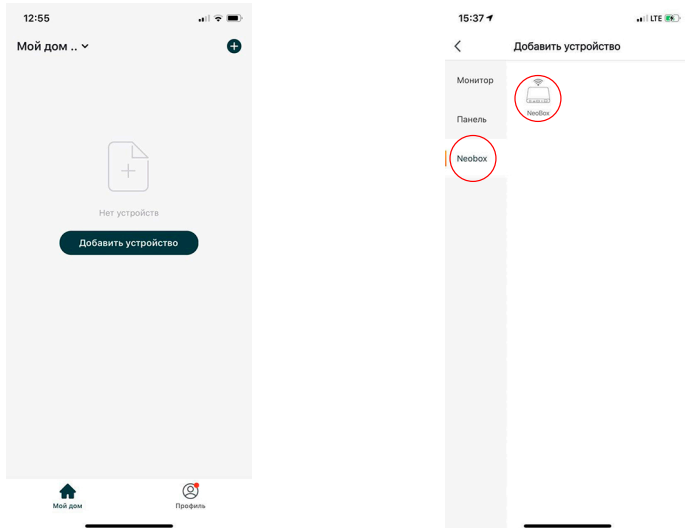 12:55
Мой дом ..
Нет устройств
Добавить устройство
Мой дом
Профиль
15:37
LTE
Добавить устройство
Монитор
Панель
Neobox
NeoBox